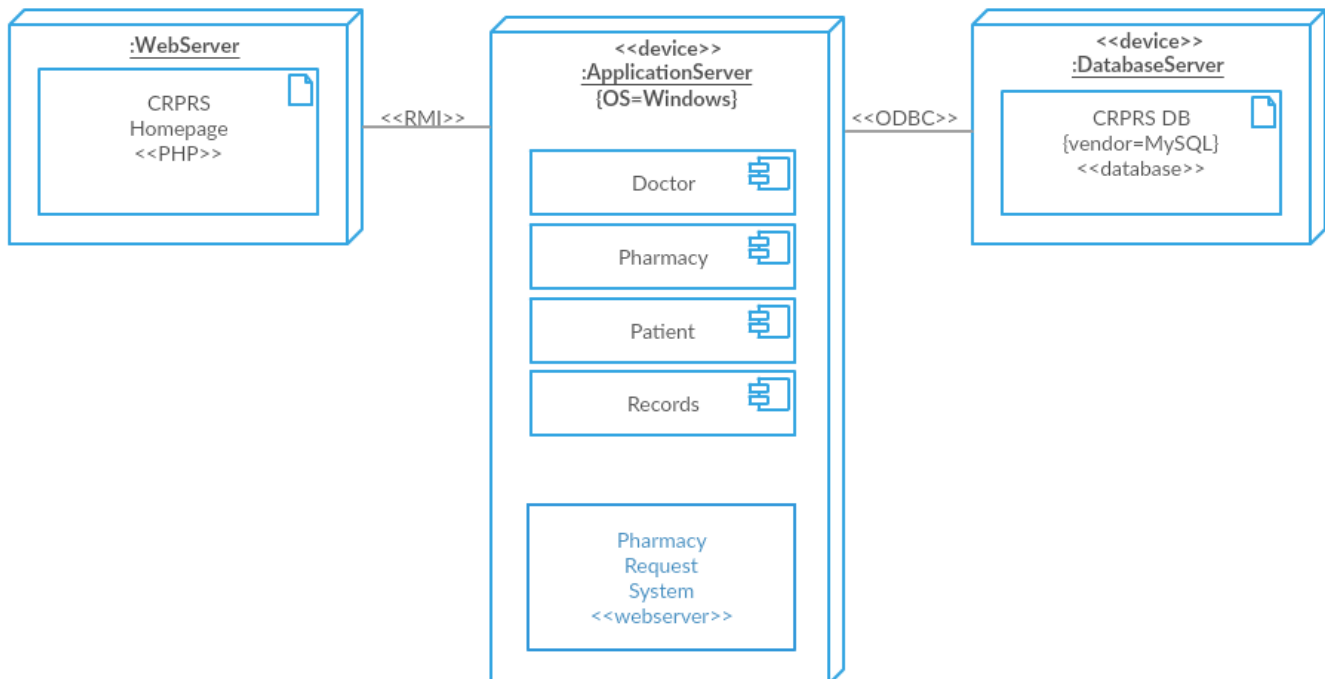 :WebServer
CRPRS
Homepage
<<PHP>>
<<RMI>>
<<device>>
:ApplicationServer
{OS=Windows}
Doctor
Pharmacy
Patient
Records
Pharmacy
Request
System
<<webserver>>
<<ODBC>>
<<device>>
:DatabaseServer
CRPRS DB
{vendor=MySQL}
<<database>>